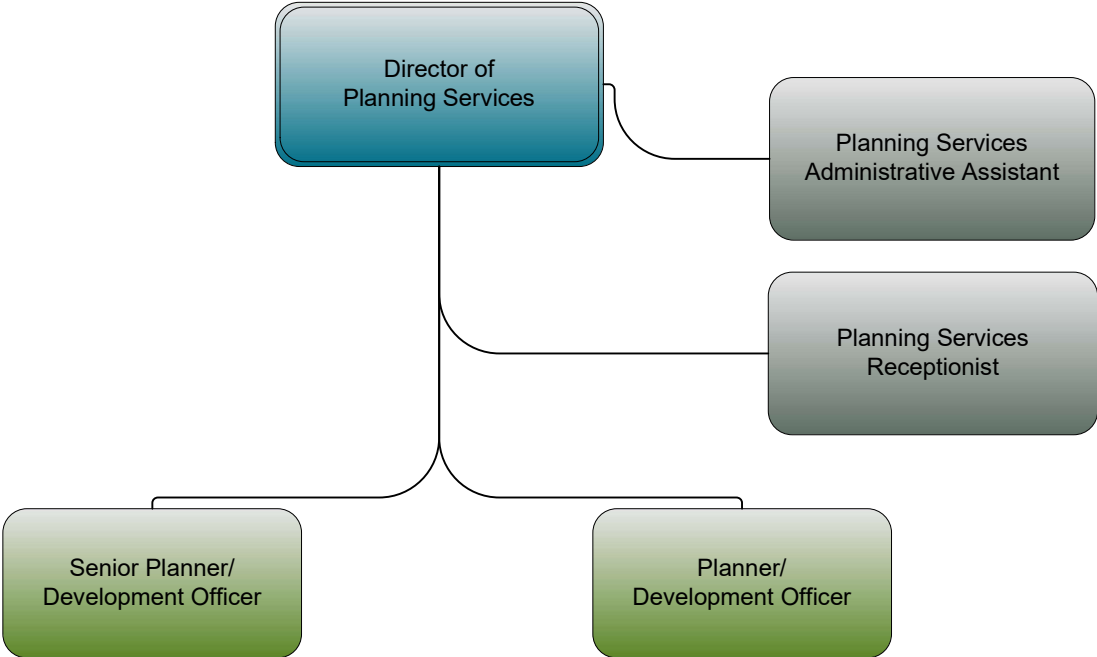 Director of
Planning Services
Planning Services
Administrative Assistant
Planning Services
Receptionist
Senior Planner/
Development Officer
Planner/
Development Officer